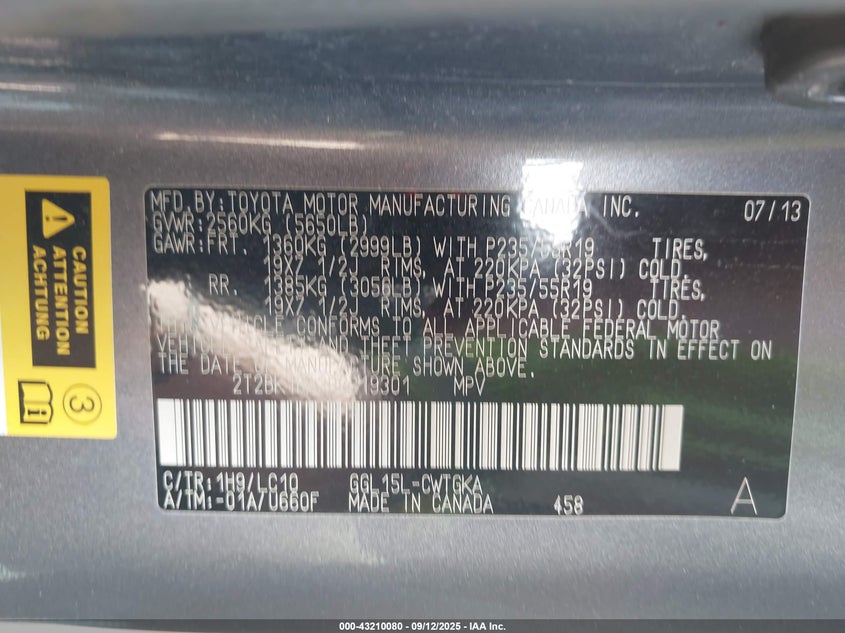 CAUTION
ATTENTION
ACHTUNG
3
MFD.BY:TOYOTA MOTOR MANUFACTURING CANADA INC. 07/13
GVWR:2560KG (5650LB)
GAWR:FRT. 1360KG (2999LB) WITH TIRES,
19X7 1/2J RIMS, AT 220KPA (32PSI) COLD.
RR. 1385KG (3056LB) WITH P235/55R19 TIRES,
19X7 1/2J RIMS, AT 220KPA (32PSI) COLD.
VEHICLE CONFORMS TO ALL APPLICABLE FEDERAL MOTOR
AND THEFT PREVENTION STANDARDS IN EFFECT ON
THE DATE OF MANUFACTURE SHOWN ABOVE.
MPV
C/TR:1H9/LC10 GGL15L-CWTGKA
A/TM:-01A/U660F MADE IN CANADA 458 A
000-43210080 - 09/12/2025 - IAA Inc.